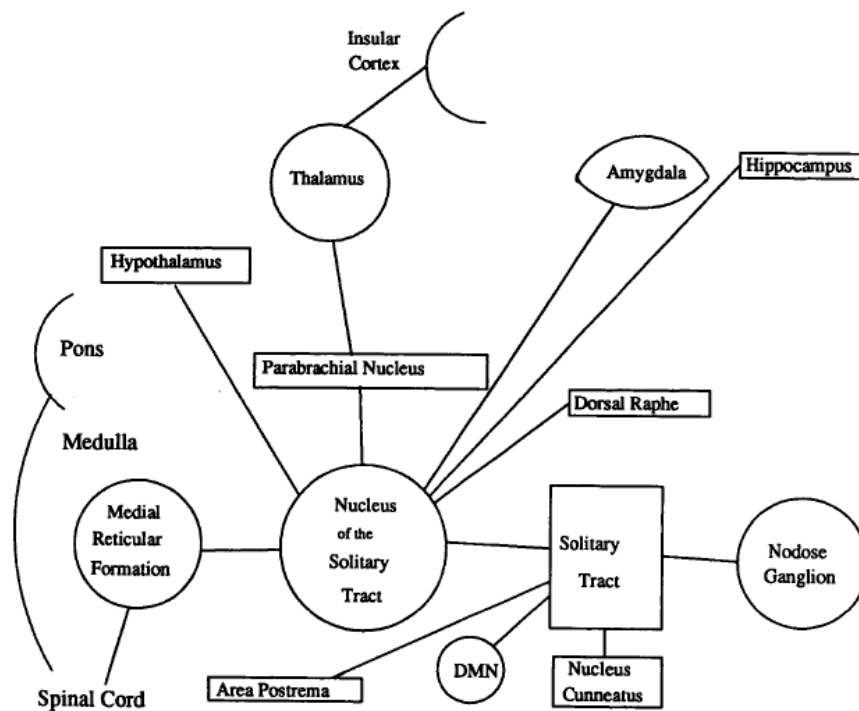 Insular
Cortex
Thalamus
Amygdala
Hippocampus
Hypothalamus
Pons
Parabrachial Nucleus
Dorsal Raphe
Medulla
Medial
Reticular
Formation
Nucleus
of the
Solitary
Tract
Solitary
Tract
Nodose
Ganglion
DMN
Nucleus
Cunneatus
Area Postrema
Spinal Cord